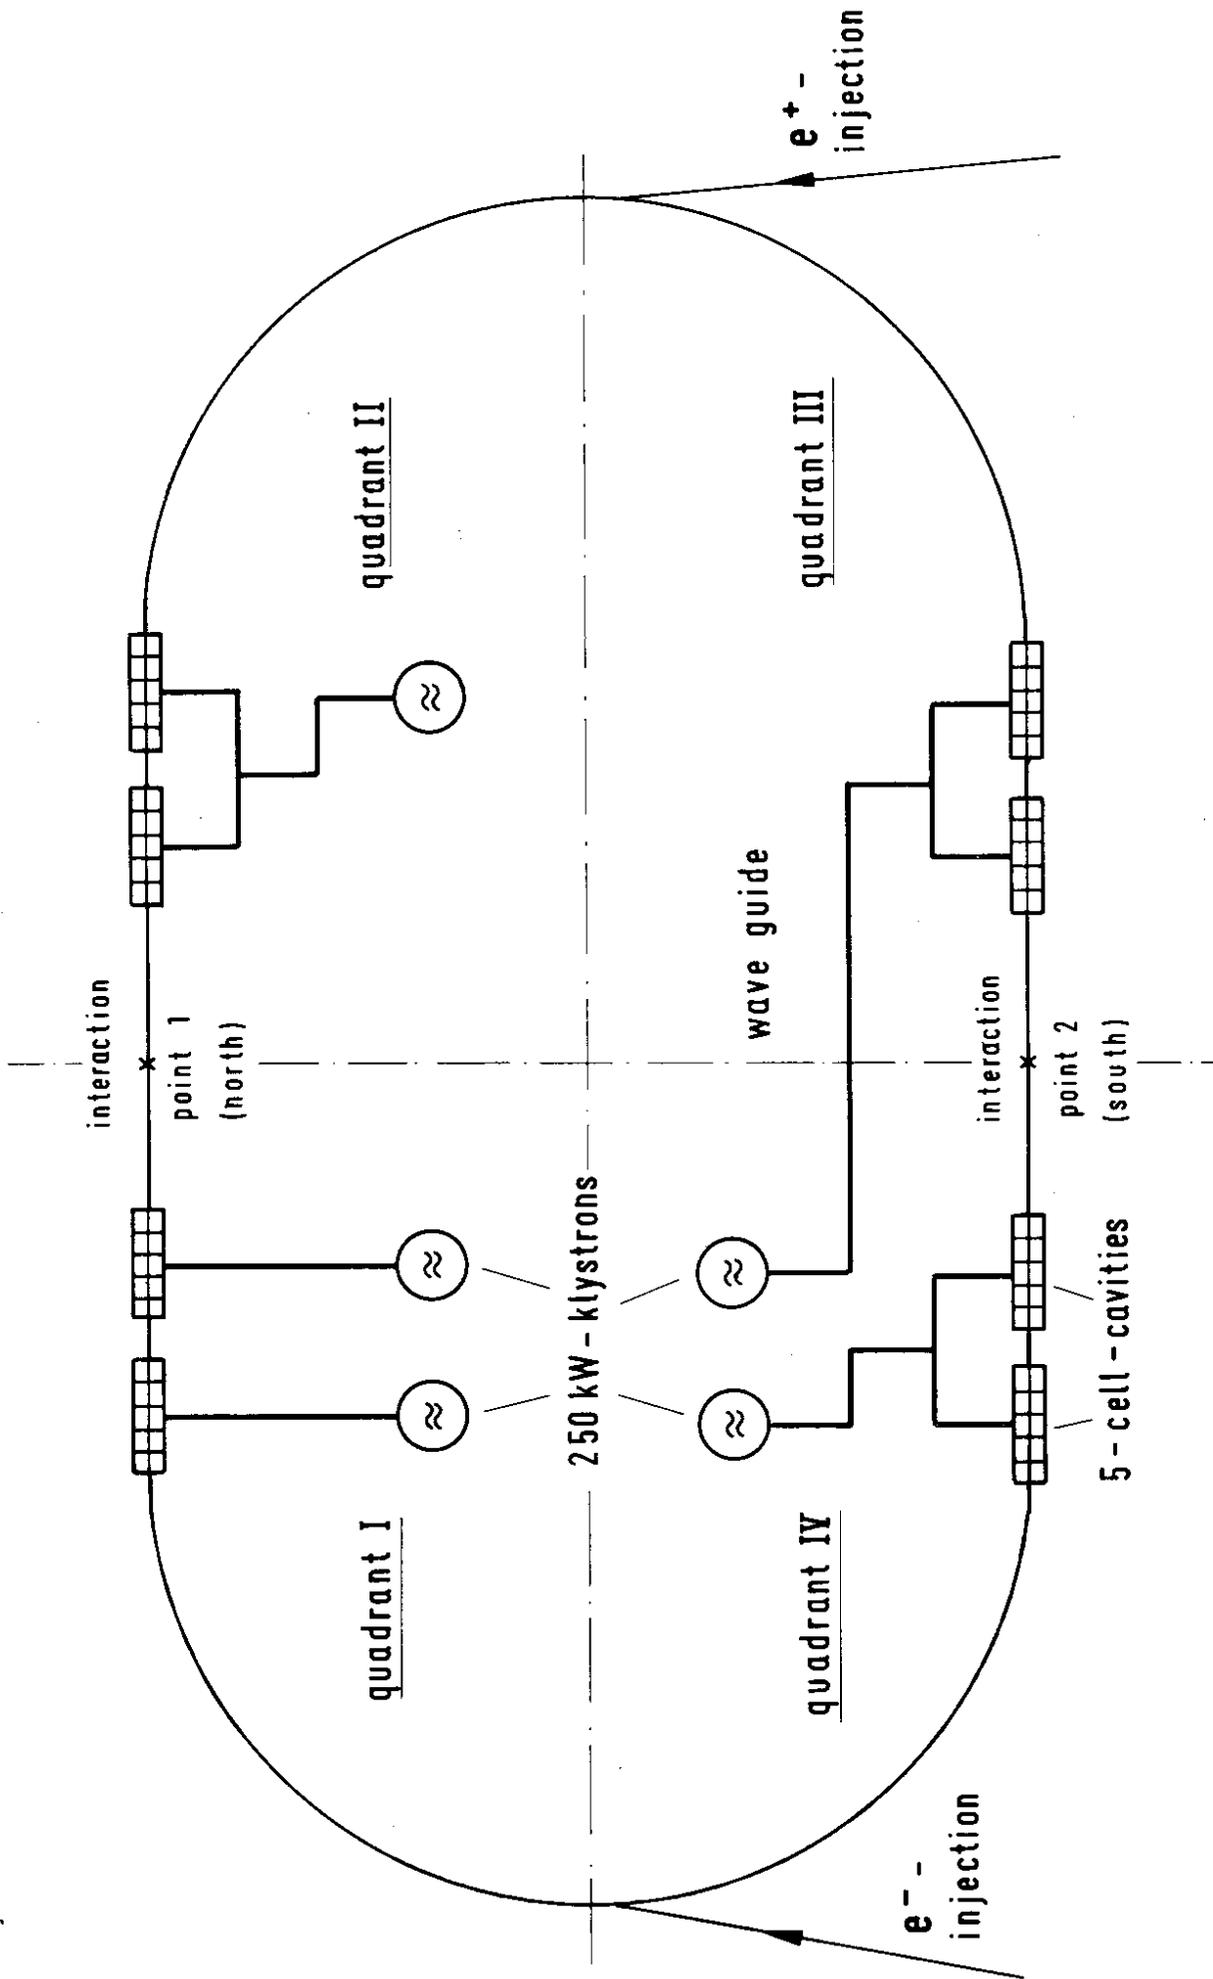 interaction
point 1
(north)
quadrant I
quadrant II
250 kW - klystrons
wave guide
quadrant IV
quadrant III
e⁻ -
injection
e⁺ -
injection
interaction
point 2
(south)
5 - cell - cavities